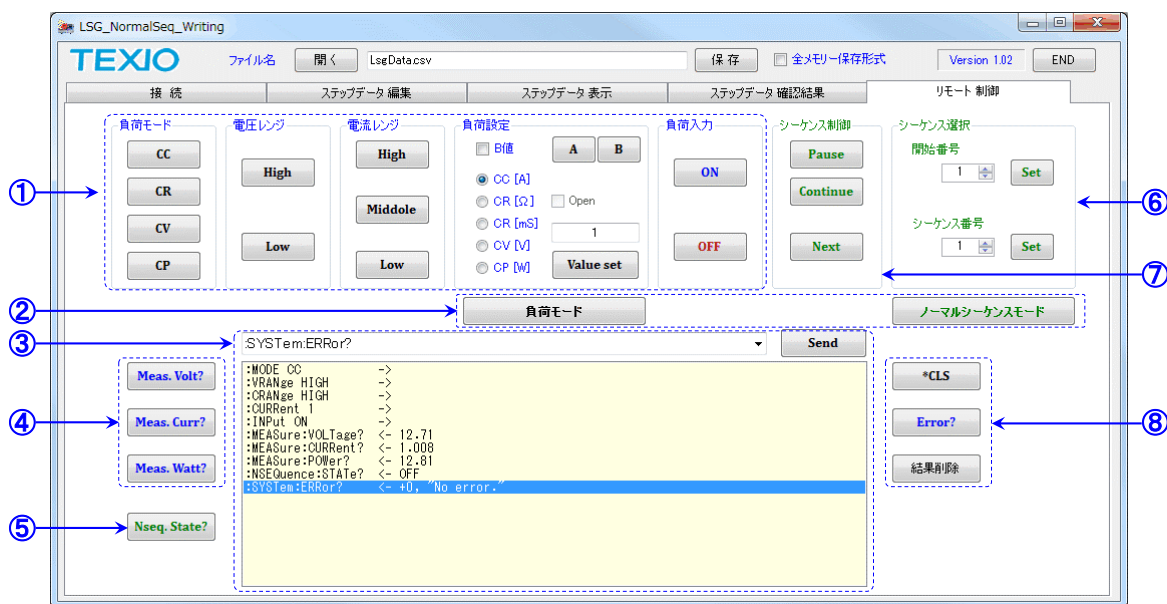 LSG_NormalSeq_Writing
TEXIO ファイル名 開く LsgData.csv 保 存 全メモリー保存形式 Version 1.02 END
接 続 ステップデータ 編集 ステップデータ 表示 ステップデータ 確認結果 リモート 制御
負荷モード 電圧レンジ 電流レンジ 負荷設定 負荷入力 シーケンス制御 シーケンス選択
CC High B値 A B Pause 開始番号
High CC [A] ON 1 Set
① CR Middole CR [Ω] Open Continue ⑥
CV CR [mS] 1 シーケンス番号
Low CV [V] OFF Next 1 Set
CP Low CP [W] Value set ⑦
② 負荷モード ノーマルシーケンスモード
③ :SYSTem:ERRor? Send
:MODE CC ->
:VRANge HIGH ->
:CRANge HIGH ->
:CURRent 1 ->
:INPut ON ->
:MEASure:VOLTage? <- 12.71
:MEASure:CURRent? <- 1.008
:MEASure:POWer? <- 12.81
:NSEQuence:STATe? <- OFF
:SYSTem:ERRor? <- +0, "No error."
Meas. Volt?
④ Meas. Curr?
Meas. Watt?
⑤ Nseq. State?
*CLS
Error? ⑧
結果削除